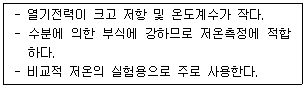 - 열기전력이 크고 저항 및 온도계수가 작다.
- 수분에 의한 부식에 강하므로 저온측정에 적합
하다.
- 비교적 저온의 실험용으로 주로 사용한다.